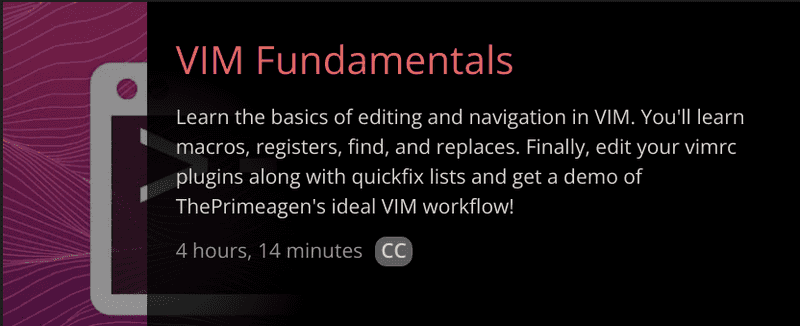 VIM Fundamentals
Learn the basics of editing and navigation in VIM. You'll learn
macros, registers, find, and replaces. Finally, edit your vimrc
plugins along with quickfix lists and get a demo of
ThePrimeagen's ideal VIM workflow!
4 hours, 14 minutes CC